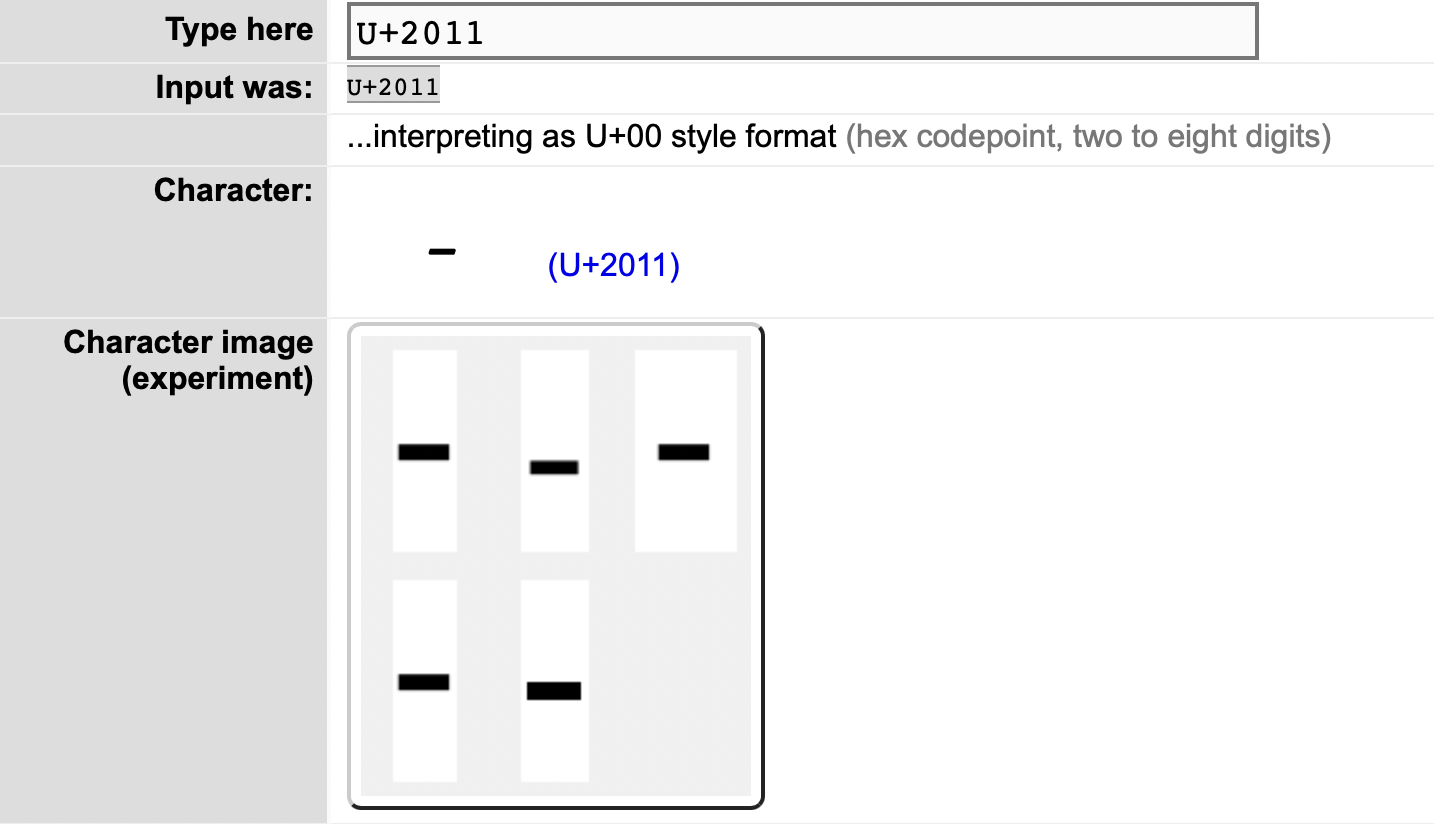 Type here U+2011
Input was: U+2011
...interpreting as U+00 style format (hex codepoint, two to eight digits)
Character:
‑ (U+2011)
Character image
(experiment)